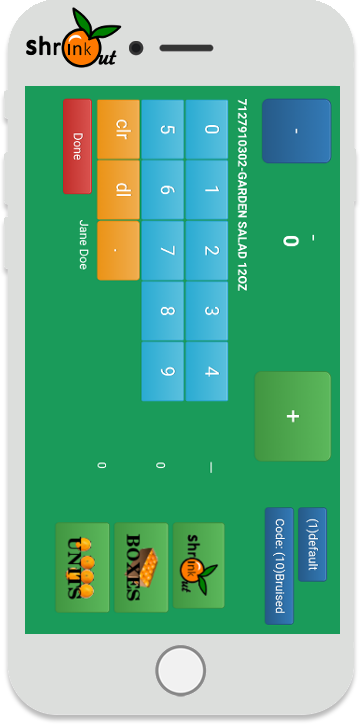 shrinkOut
-
–
0
+
(1)default
Code: (10)Bruised
7127910302-GARDEN SALAD 12OZ
0 1 2 3 4
5 6 7 8 9
clr dl .
Done
Jane Doe
—
0
0
shrink
BOXES
UNITS